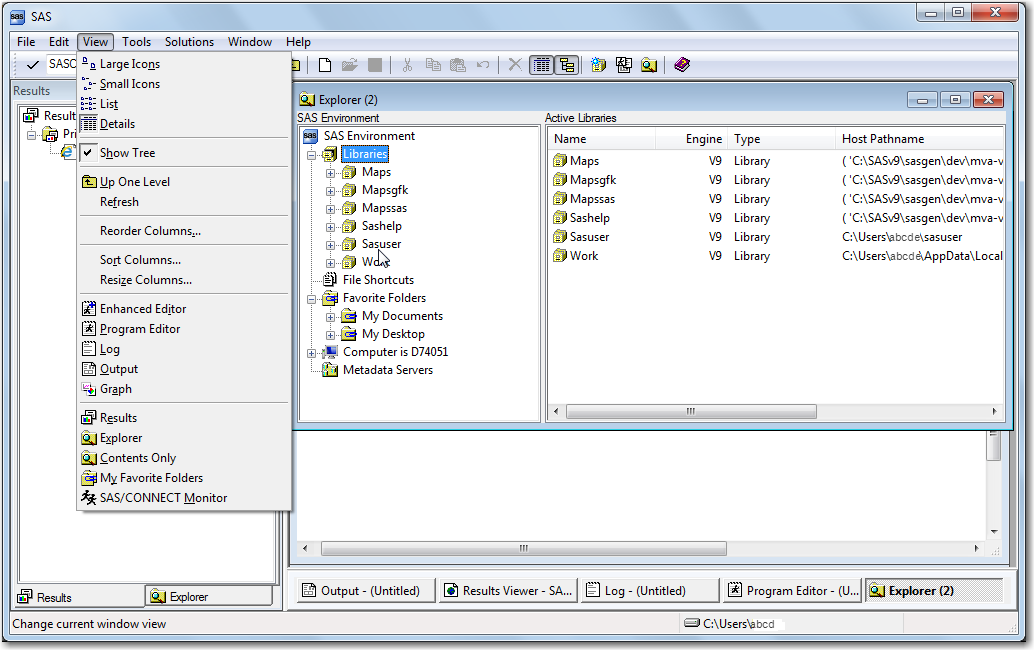 SAS
File Edit View Tools Solutions Window Help
SASC
Large Icons
Small Icons
List
Details
Show Tree
Up One Level
Refresh
Reorder Columns...
Sort Columns...
Resize Columns...
Enhanced Editor
Program Editor
Log
Output
Graph
Results
Explorer
Contents Only
My Favorite Folders
SAS/CONNECT Monitor
Results
Results
Pri
Explorer (2)
SAS Environment
SAS Environment
Libraries
Maps
Mapsgfk
Mapssas
Sashelp
Sasuser
Work
File Shortcuts
Favorite Folders
My Documents
My Desktop
Computer is D74051
Metadata Servers
Active Libraries
Name Engine Type Host Pathname
Maps V9 Library ( 'C:\SASv9\sasgen\dev\mva-v
Mapsgfk V9 Library ( 'C:\SASv9\sasgen\dev\mva-v
Mapssas V9 Library ( 'C:\SASv9\sasgen\dev\mva-v
Sashelp V9 Library ( 'C:\SASv9\sasgen\dev\mva-v
Sasuser V9 Library C:\Users\abcde\sasuser
Work V9 Library C:\Users\abcde\AppData\Local
Results Explorer
Output - (Untitled) Results Viewer - SA... Log - (Untitled) Program Editor - (U... Explorer (2)
Change current window view C:\Users\abcd